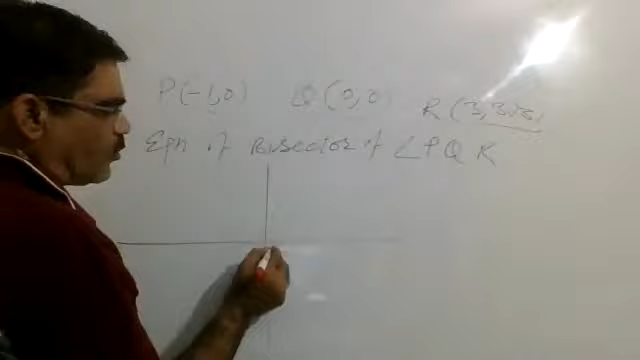 P(-1,0) Q(0,0) R(3,3√3)
Eqn of Bisector of ∠PQR